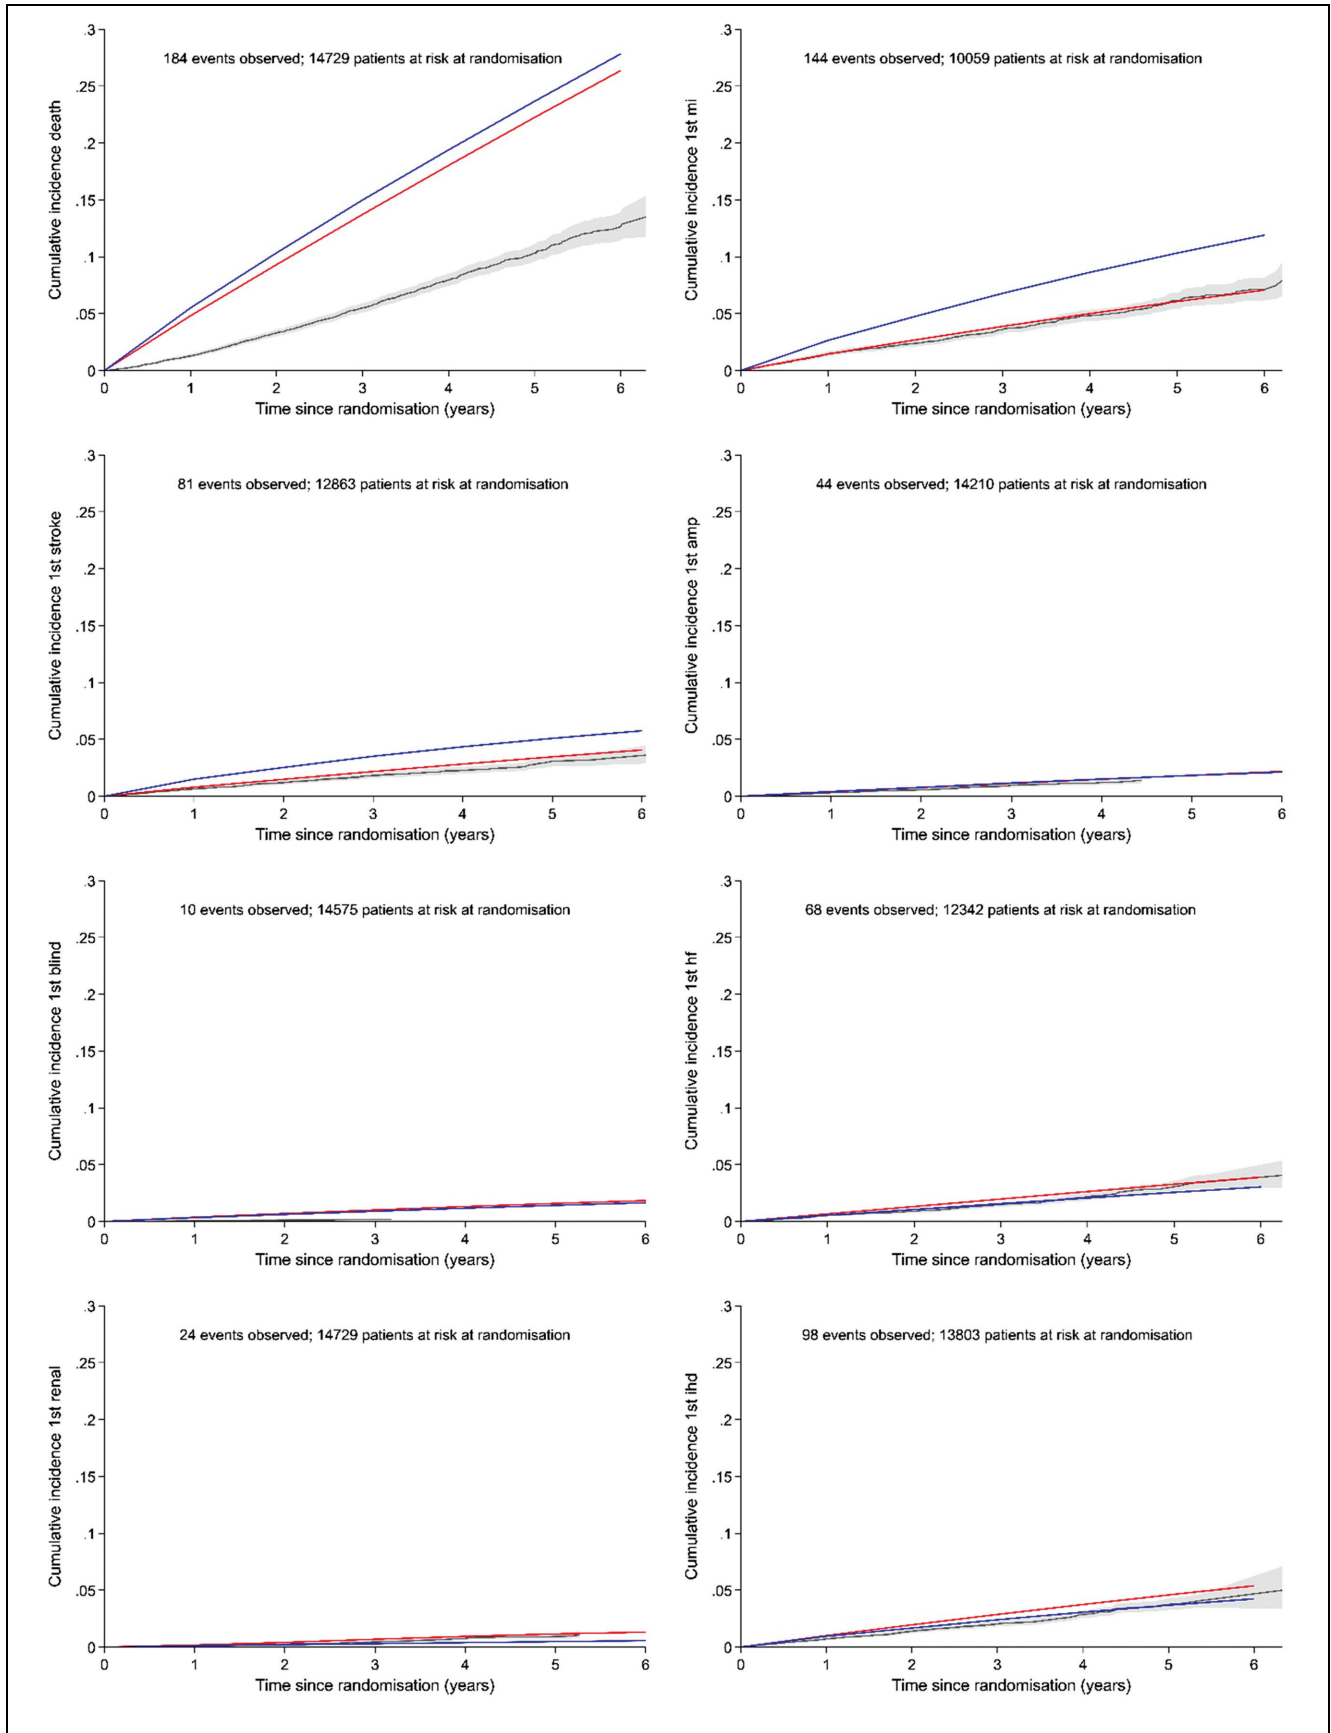 184 events observed; 14729 patients at risk at randomisation
Cumulative incidence death
.3
.25
.2
.15
.1
.05
0
0 1 2 3 4 5 6
Time since randomisation (years)
144 events observed; 10059 patients at risk at randomisation
Cumulative incidence 1st mi
.3
.25
.2
.15
.1
.05
0
0 1 2 3 4 5 6
Time since randomisation (years)
81 events observed; 12863 patients at risk at randomisation
Cumulative incidence 1st stroke
.3
.25
.2
.15
.1
.05
0
0 1 2 3 4 5 6
Time since randomisation (years)
44 events observed; 14210 patients at risk at randomisation
Cumulative incidence 1st amp
.3
.25
.2
.15
.1
.05
0
0 1 2 3 4 5 6
Time since randomisation (years)
10 events observed; 14575 patients at risk at randomisation
Cumulative incidence 1st blind
.3
.25
.2
.15
.1
.05
0
0 1 2 3 4 5 6
Time since randomisation (years)
68 events observed; 12342 patients at risk at randomisation
Cumulative incidence 1st hf
.3
.25
.2
.15
.1
.05
0
0 1 2 3 4 5 6
Time since randomisation (years)
24 events observed; 14729 patients at risk at randomisation
Cumulative incidence 1st renal
.3
.25
.2
.15
.1
.05
0
0 1 2 3 4 5 6
Time since randomisation (years)
98 events observed; 13803 patients at risk at randomisation
Cumulative incidence 1st ihd
.3
.25
.2
.15
.1
.05
0
0 1 2 3 4 5 6
Time since randomisation (years)